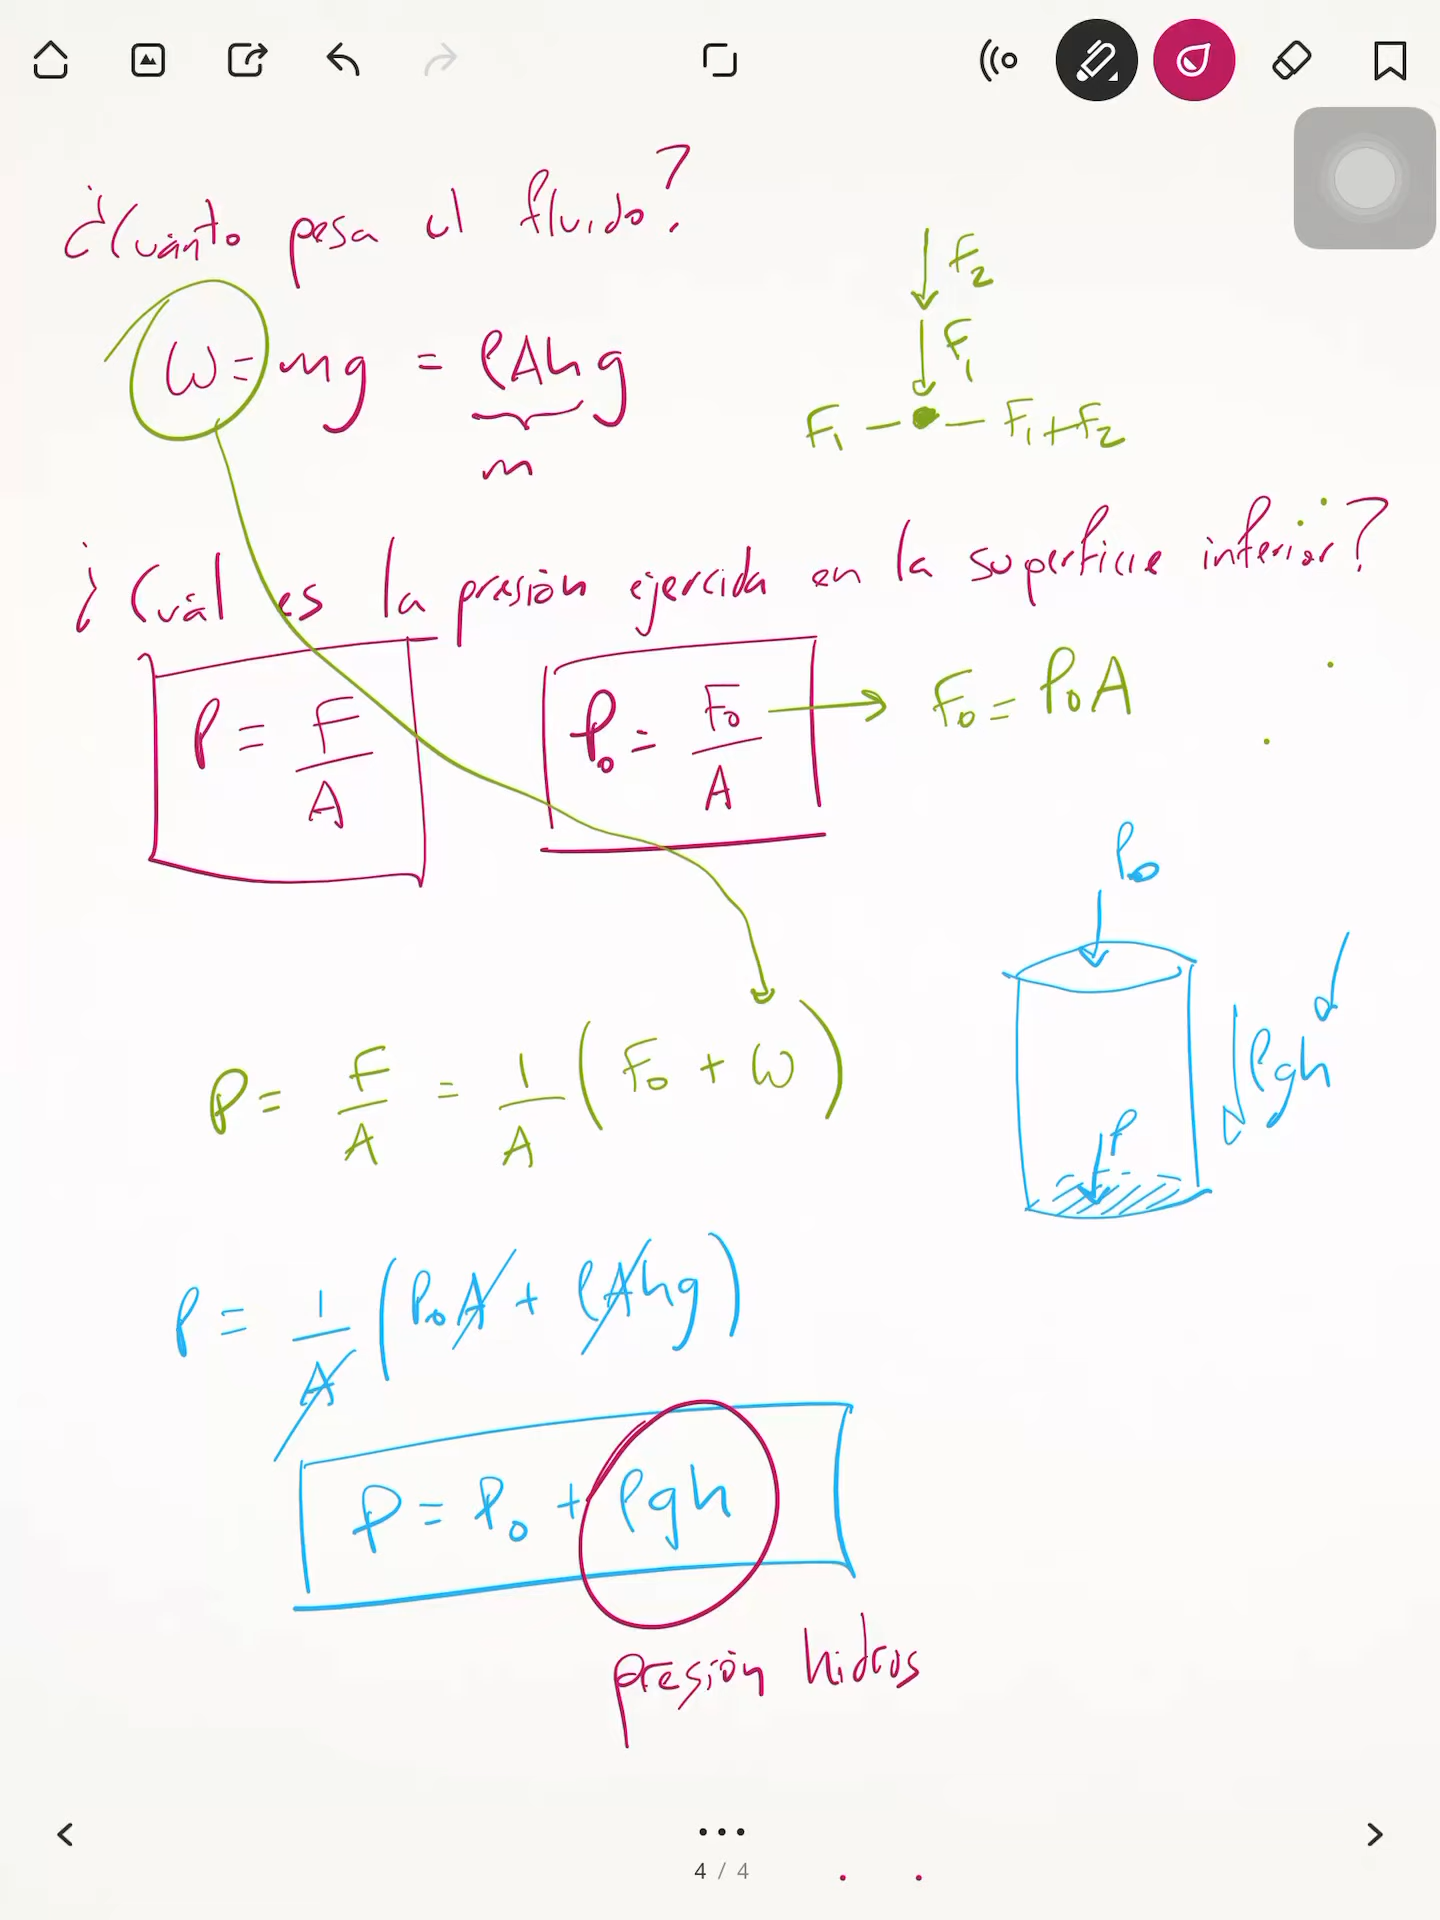 ¿Cuánto pesa el fluido?
F₂
F₁
W = mg = ρAhg
m
F₁ — — F₁+F₂
¿Cuál es la presión ejercida en la superficie inferior?
P = F/A
P₀ = F₀/A → F₀ = P₀A
P₀
P = F/A = 1/A (F₀ + W)
ρgh
P
P = 1/A (P₀A + ρAhg)
P = P₀ + ρgh
presión hidros
4 / 4